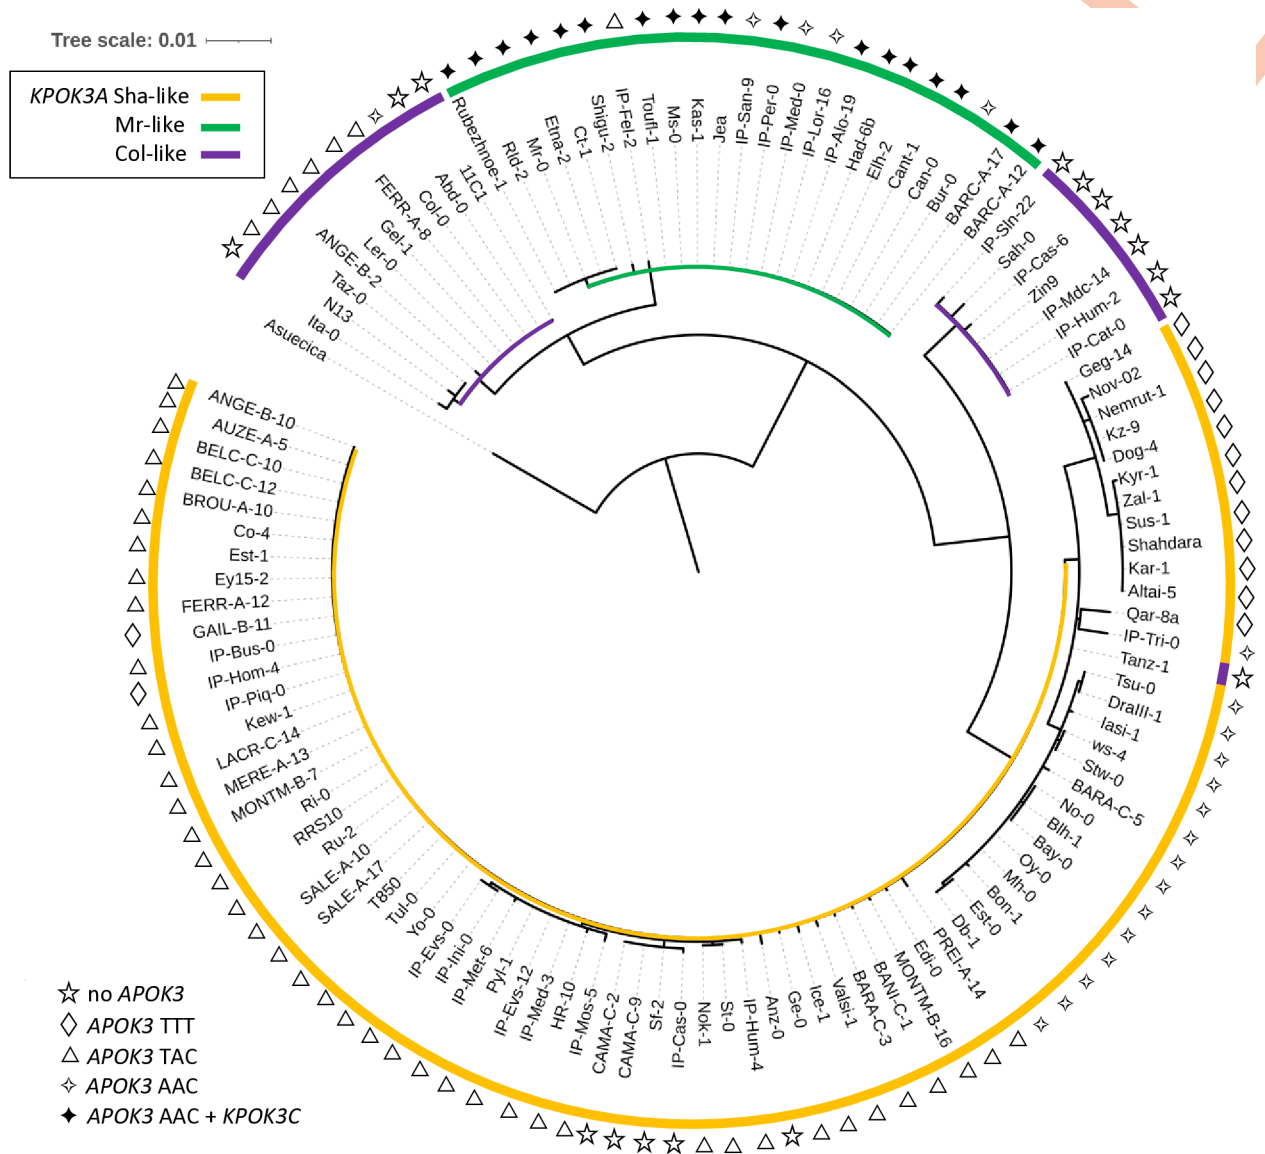 Tree scale: 0.01
KPOK3A Sha-like
Mr-like
Col-like
Asuecica
Ita-0
N13
Taz-0
ANGE-B-2
Ler-0
Gel-1
FERR-A-8
Col-0
Abd-0
11C1
Rubezhnoe-1
Rld-2
Mr-0
Etna-2
Ct-1
Shigu-2
IP-Fel-2
Toufl-1
Ms-0
Kas-1
Jea
IP-San-9
IP-Per-0
IP-Med-0
IP-Lor-16
IP-Alo-19
Had-6b
Elh-2
Cant-1
Can-0
Bur-0
BARC-A-17
BARC-A-12
IP-Sln-22
Sah-0
IP-Cas-6
Zin9
IP-Mdc-14
IP-Hum-2
IP-Cat-0
Geg-14
Nov-02
Nemrut-1
Kz-9
Dog-4
Kyr-1
Zal-1
Sus-1
Shahdara
Kar-1
Altai-5
Qar-8a
IP-Tri-0
Tanz-1
Tsu-0
DraIII-1
Iasi-1
ws-4
Stw-0
BARA-C-5
No-0
Blh-1
Bay-0
Oy-0
Mh-0
Bon-1
Est-0
Db-1
PREI-A-14
Edi-0
MONTM-B-16
BANI-C-1
BARA-C-3
Valsi-1
Ice-1
Ge-0
Anz-0
IP-Hum-4
St-0
Nok-1
IP-Cas-0
Sf-2
CAMA-C-9
CAMA-C-2
IP-Mos-5
HR-10
IP-Med-3
IP-Evs-12
Pyl-1
IP-Met-6
IP-Ini-0
IP-Evs-0
Yo-0
Tul-0
T850
SALE-A-17
SALE-A-10
Ru-2
RRS10
Ri-0
MONTM-B-7
MERE-A-13
LACR-C-14
Kew-1
IP-Piq-0
IP-Hom-4
IP-Bus-0
GAIL-B-11
FERR-A-12
Ey15-2
Est-1
Co-4
BROU-A-10
BELC-C-12
BELC-C-10
AUZE-A-5
ANGE-B-10
no APOK3
APOK3 TTT
APOK3 TAC
APOK3 AAC
APOK3 AAC + KPOK3C